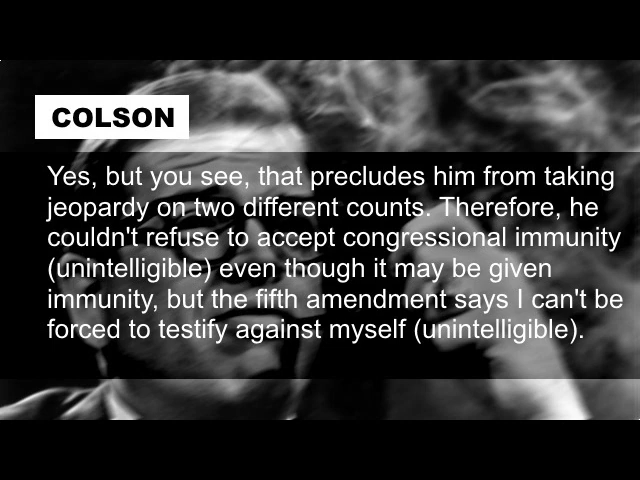 COLSON
Yes, but you see, that precludes him from taking
jeopardy on two different counts. Therefore, he
couldn't refuse to accept congressional immunity
(unintelligible) even though it may be given
immunity, but the fifth amendment says I can't be
forced to testify against myself (unintelligible).